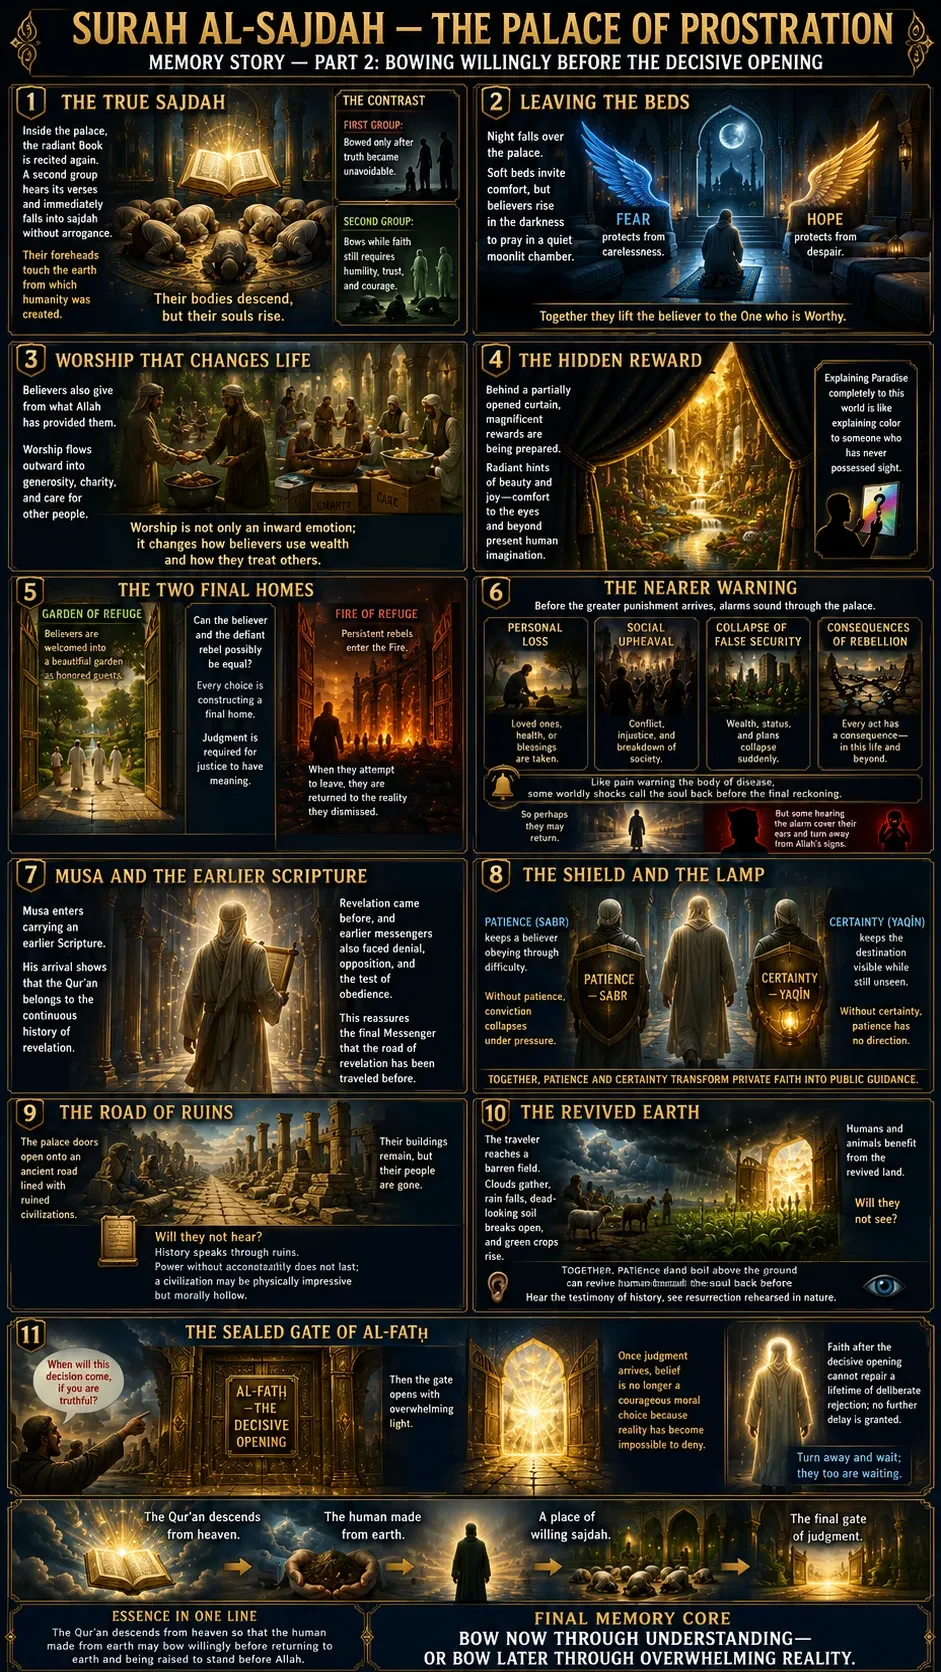 SURAH AL-SAJDAH — THE PALACE OF PROSTRATION
MEMORY STORY — PART 2: BOWING WILLINGLY BEFORE THE DECISIVE OPENING
1 THE TRUE SAJDAH
Inside the palace,
the radiant Book
is recited again.
A second group
hears its verses
and immediately
falls into sajdah
without arrogance.
Their foreheads
touch the earth
from which
humanity was
created.
Their bodies descend,
but their souls rise.
THE CONTRAST
FIRST GROUP:
Bowed only after
truth became
unavoidable.
SECOND GROUP:
Bows while faith
still requires
humility, trust,
and courage.
2 LEAVING THE BEDS
Night falls over
the palace.
Soft beds invite
comfort, but
believers rise
in the darkness
to pray in a quiet
moonlit chamber.
FEAR
protects from
carelessness.
HOPE
protects from
despair.
Together they lift the believer to the One who is Worthy.
3 WORSHIP THAT CHANGES LIFE
Believers also give
from what Allah
has provided them.
Worship flows
outward into
generosity, charity,
and care for
other people.
CHARITY
CARE
Worship is not only an inward emotion;
it changes how believers use wealth
and how they treat others.
4 THE HIDDEN REWARD
Behind a partially
opened curtain,
magnificent
rewards are
being prepared.
Radiant hints
of beauty and
joy—comfort
to the eyes
and beyond
present human
imagination.
Explaining Paradise
completely to this
world is like
explaining color
to someone who
has never
possessed sight.
5 THE TWO FINAL HOMES
GARDEN OF REFUGE
Believers are
welcomed into
a beautiful garden
as honored guests.
Can the believer
and the defiant
rebel possibly
be equal?
Every choice is
constructing a
final home.
Judgment is
required for
justice to have
meaning.
FIRE OF REFUGE
Persistent rebels
enter the Fire.
When they attempt
to leave, they are
returned to the reality
they dismissed.
6 THE NEARER WARNING
Before the greater punishment arrives, alarms sound through the palace.
PERSONAL
LOSS
Loved ones,
health, or
blessings
are taken.
SOCIAL
UPHEAVAL
Conflict,
injustice, and
breakdown of
society.
COLLAPSE OF
FALSE SECURITY
Wealth, status,
and plans
collapse
suddenly.
CONSEQUENCES
OF REBELLION
Every act has
a consequence—
in this life and
beyond.
Like pain warning the body of disease,
some worldly shocks call the soul back before the final reckoning.
So perhaps
they may
return.
But some hearing
the alarm cover their
ears and turn away
from Allah's signs.
7 MUSA AND THE EARLIER SCRIPTURE
Musa enters
carrying an
earlier Scripture.
His arrival shows
that the Qur'an
belongs to the
continuous
history of
revelation.
Revelation came
before, and
earlier messengers
also faced denial,
opposition, and
the test of
obedience.
This reassures
the final Messenger
that the road of
revelation has been
traveled before.
8 THE SHIELD AND THE LAMP
PATIENCE (SABR)
keeps a believer
obeying through
difficulty.
Without patience,
conviction
collapses
under pressure.
PATIENCE
— SABR
CERTAINTY
— YAQĪN
CERTAINTY (YAQĪN)
keeps the
destination
visible while
still unseen.
Without certainty,
patience has
no direction.
TOGETHER, PATIENCE AND CERTAINTY TRANSFORM PRIVATE FAITH INTO PUBLIC GUIDANCE.
9 THE ROAD OF RUINS
The palace doors
open onto an
ancient road
lined with
ruined
civilizations.
Their buildings
remain, but
their people
are gone.
Will they not hear?
History speaks through ruins.
Power without does not last;
a civilization may be physically impressive
but morally hollow.
10 THE REVIVED EARTH
The traveler
reaches a
barren field.
Clouds gather,
rain falls, dead-
looking soil
breaks open,
and green crops
rise.
Humans and
animals benefit
from the
revived land.
Will they
not see?
TOGETHER. PATIENCE dand boil above the ground
can revive the soul back before
Hear the testimony of history, see resurrection rehearsed in nature.
11 THE SEALED GATE OF AL-FATḤ
When will this
decision come,
if you are
truthful?
AL-FATḤ
— THE
DECISIVE
OPENING
Then the gate
opens with
overwhelming
light.
Once judgment
arrives, belief
is no longer a
courageous moral
choice because
reality has become
impossible to deny.
Faith after the
decisive opening
cannot repair a
lifetime of deliberate
rejection; no further
delay is granted.
Turn away and wait;
they too are waiting.
The Qur'an descends
from heaven.
The human made
from earth.
A place of
willing sajdah.
The final gate
of judgment.
ESSENCE IN ONE LINE
The Qur'an descends from heaven so that the human
made from earth may bow willingly before returning to
earth and being raised to stand before Allah.
FINAL MEMORY CORE
BOW NOW THROUGH UNDERSTANDING—
OR BOW LATER THROUGH OVERWHELMING REALITY.